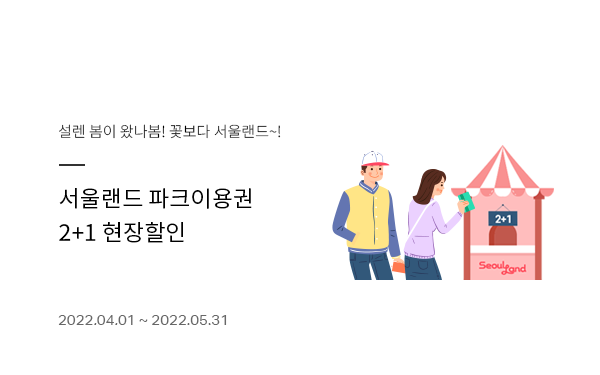 설렌 봄이 왔나봄! 꽃보다 서울랜드~!
서울랜드 파크이용권
2+1 현장할인
2+1
Seoul Land
2022.04.01 ~ 2022.05.31